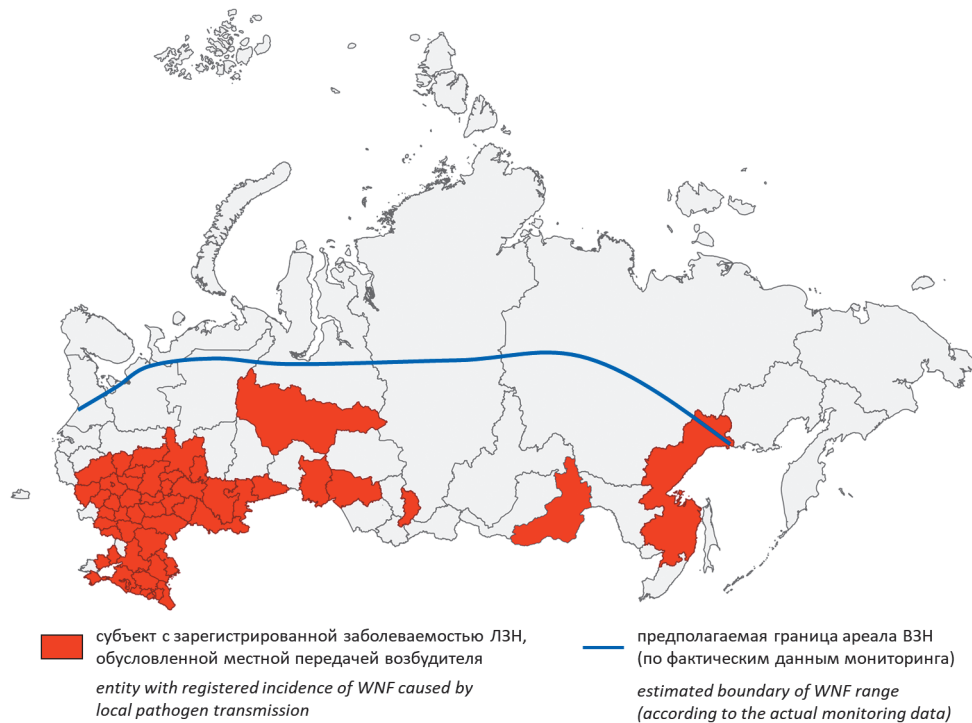 субъект с зарегистрированной заболеваемостью ЛЗН,
обусловленной местной передачей возбудителя
entity with registered incidence of WNF caused by
local pathogen transmission
предполагаемая граница ареала ВЗН
(по фактическим данным мониторинга)
estimated boundary of WNF range
(according to the actual monitoring data)